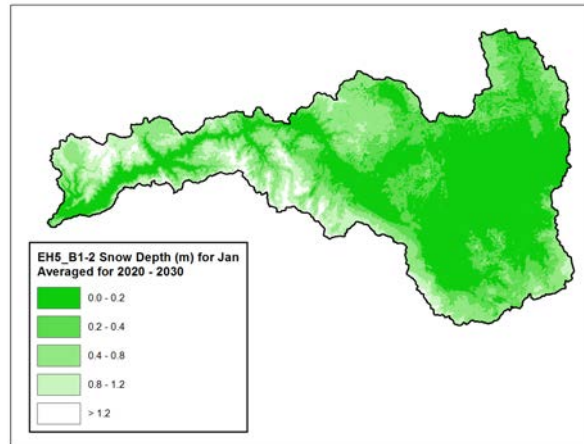 EH5_B1-2 Snow Depth (m) for Jan
Averaged for 2020 - 2030
0.0 - 0.2
0.2 - 0.4
0.4 - 0.8
0.8 - 1.2
> 1.2